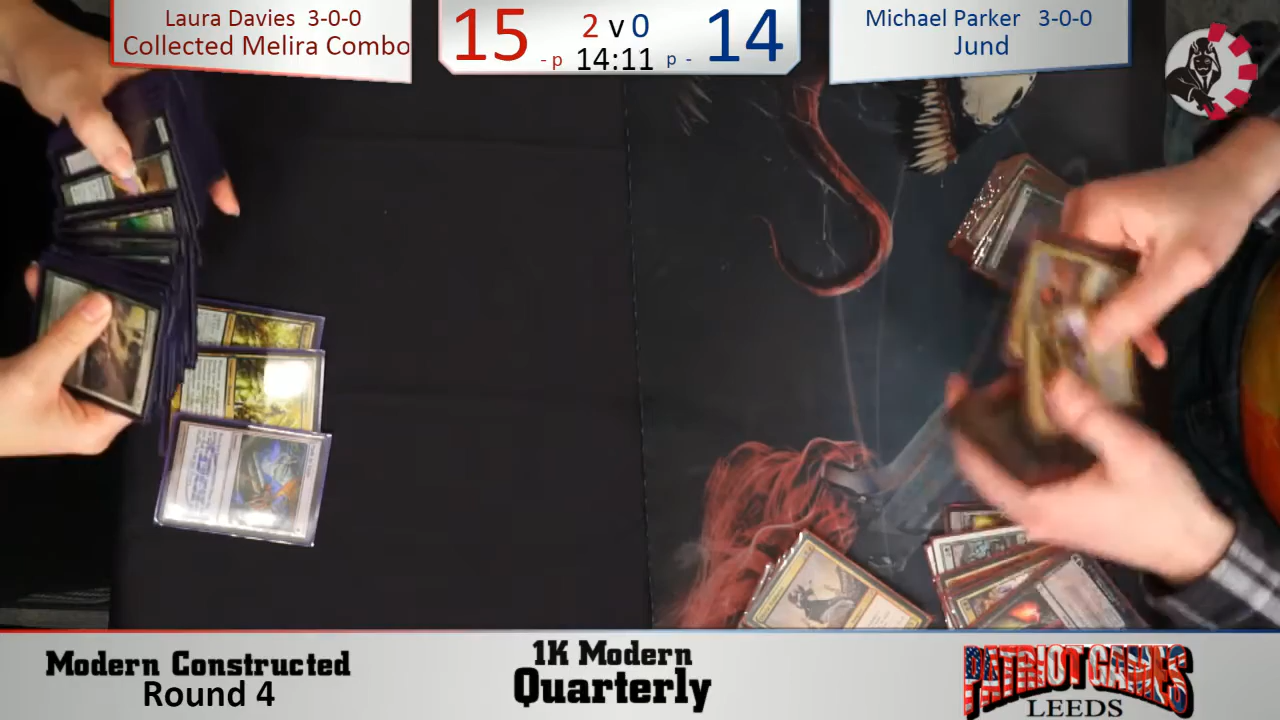 Laura Davies 3-0-0
Collected Melira Combo
15 2 v 0 14
- p 14:11 p -
Michael Parker 3-0-0
Jund
Modern Constructed
Round 4
1K Modern
Quarterly
PATRIOT GAMES
LEEDS